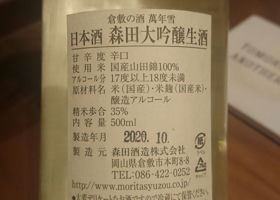 倉敷の酒 萬年雪
日本酒 森田大吟醸生酒
甘辛度 辛口
使用米 国産山田錦100%
アルコール分 17度以上18度未満
原材料名 米(国産)・米麹(国産米)・
醸造アルコール
精米歩合 35%
内容量 500ml
製造年月 2020.10.
製造元 森田酒造株式会社
岡山県倉敷市本町8-8
TEL:086-422-0252
http://www.moritasyuzou.co.jp/